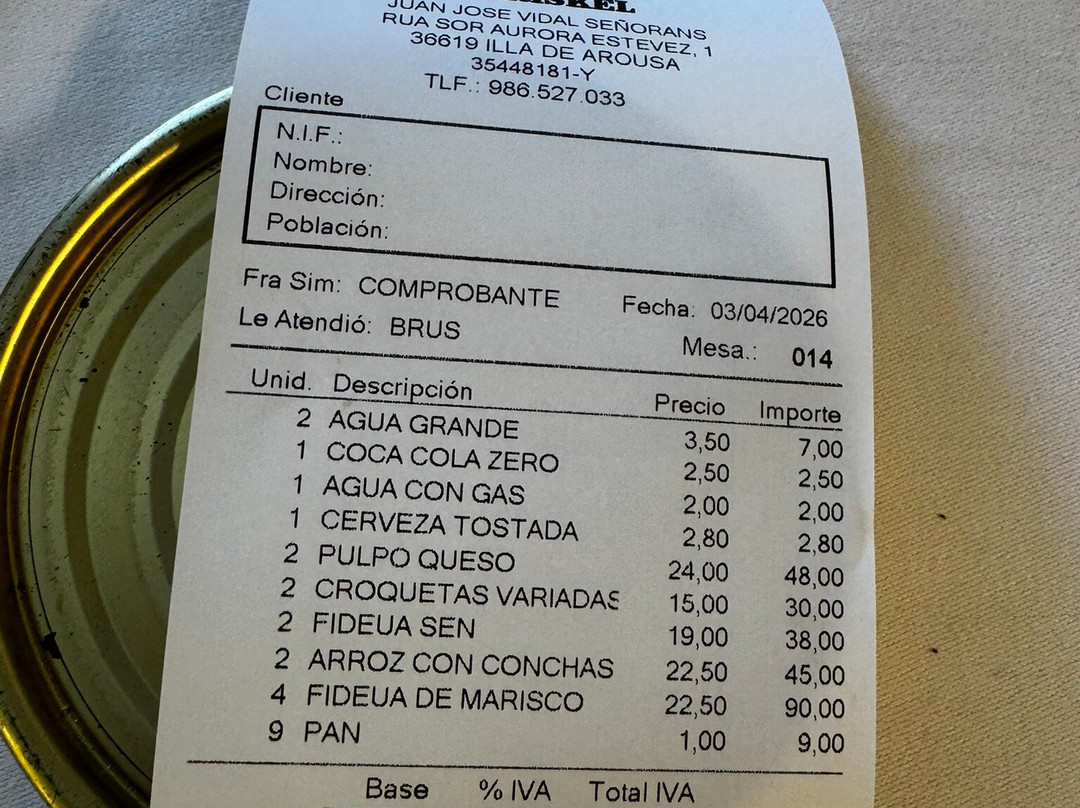 JUAN JOSE VIDAL SEÑORANS
RUA SOR AURORA ESTEVEZ, 1
36619 ILLA DE AROUSA
35448181-Y
TLF.: 986.527.033
Cliente
N.I.F.:
Nombre:
Dirección:
Población:
Fra Sim: COMPROBANTE Fecha: 03/04/2026
Le Atendió: BRUS Mesa.: 014
Unid. Descripción Precio Importe
2 AGUA GRANDE 3,50 7,00
1 COCA COLA ZERO 2,50 2,50
1 AGUA CON GAS 2,00 2,00
1 CERVEZA TOSTADA 2,80 2,80
2 PULPO QUESO 24,00 48,00
2 CROQUETAS VARIADAS 15,00 30,00
2 FIDEUA SEN 19,00 38,00
2 ARROZ CON CONCHAS 22,50 45,00
4 FIDEUA DE MARISCO 22,50 90,00
9 PAN 1,00 9,00
Base % IVA Total IVA